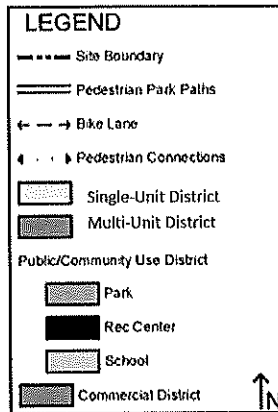 LEGEND
Site Boundary
Pedestrian Park Paths
Bike Lane
Pedestrian Connections
Single-Unit District
Multi-Unit District
Public/Community Use District
Park
Rec Center
School
Commercial District
N